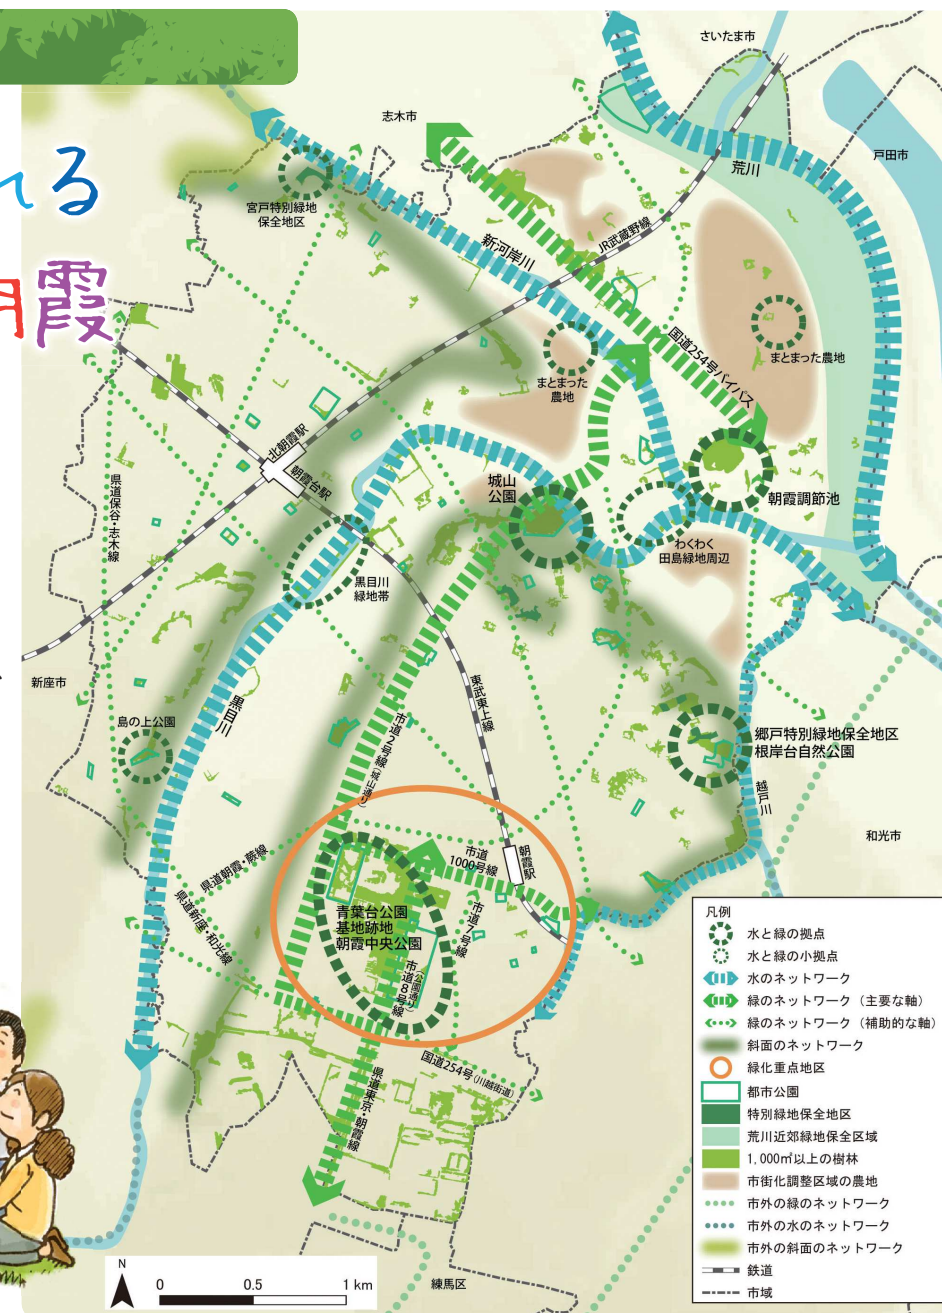 れる
朝霞
さいたま市
志木市
戸田市
荒川
宮戸特別緑地
保全地区
新河岸川
JR武蔵野線
国道254号バイパス
まとまった農地
まとまった
農地
北朝霞駅
朝霞台駅
城山
公園
朝霞調節池
県道保谷・志木線
わくわく
田島緑地周辺
黒目川
緑地帯
新座市
黒目川
東武東上線
島の上公園
市道2号線(城山通り)
郷戸特別緑地保全地区
根岸台自然公園
越戸川
和光市
県道朝霞・蕨線
市道
1000号線
朝霞駅
県道新座・和光線
青葉台公園
基地跡地
朝霞中央公園
市道7号線
市道8号線
(公園通り)
国道254号(川越街道)
県道東京・朝霞線
練馬区
N
0 0.5 1 km
凡例
水と緑の拠点
水と緑の小拠点
水のネットワーク
緑のネットワーク(主要な軸)
緑のネットワーク(補助的な軸)
斜面のネットワーク
緑化重点地区
都市公園
特別緑地保全地区
荒川近郊緑地保全区域
1,000㎡以上の樹林
市街化調整区域の農地
市外の緑のネットワーク
市外の水のネットワーク
市外の斜面のネットワーク
鉄道
市域